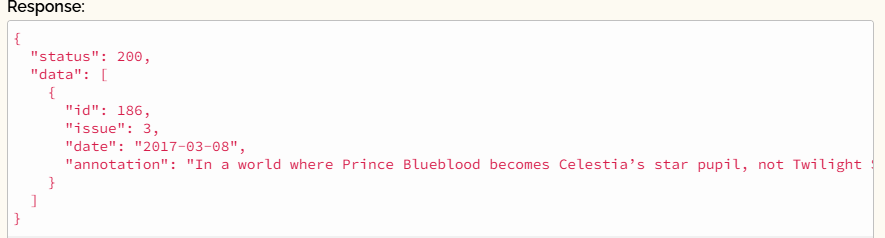 Response:
{
  "status": 200,
  "data": [
    {
      "id": 186,
      "issue": 3,
      "date": "2017-03-08",
      "annotation": "In a world where Prince Blueblood becomes Celestia’s star pupil, not Twilight
    }
  ]
}